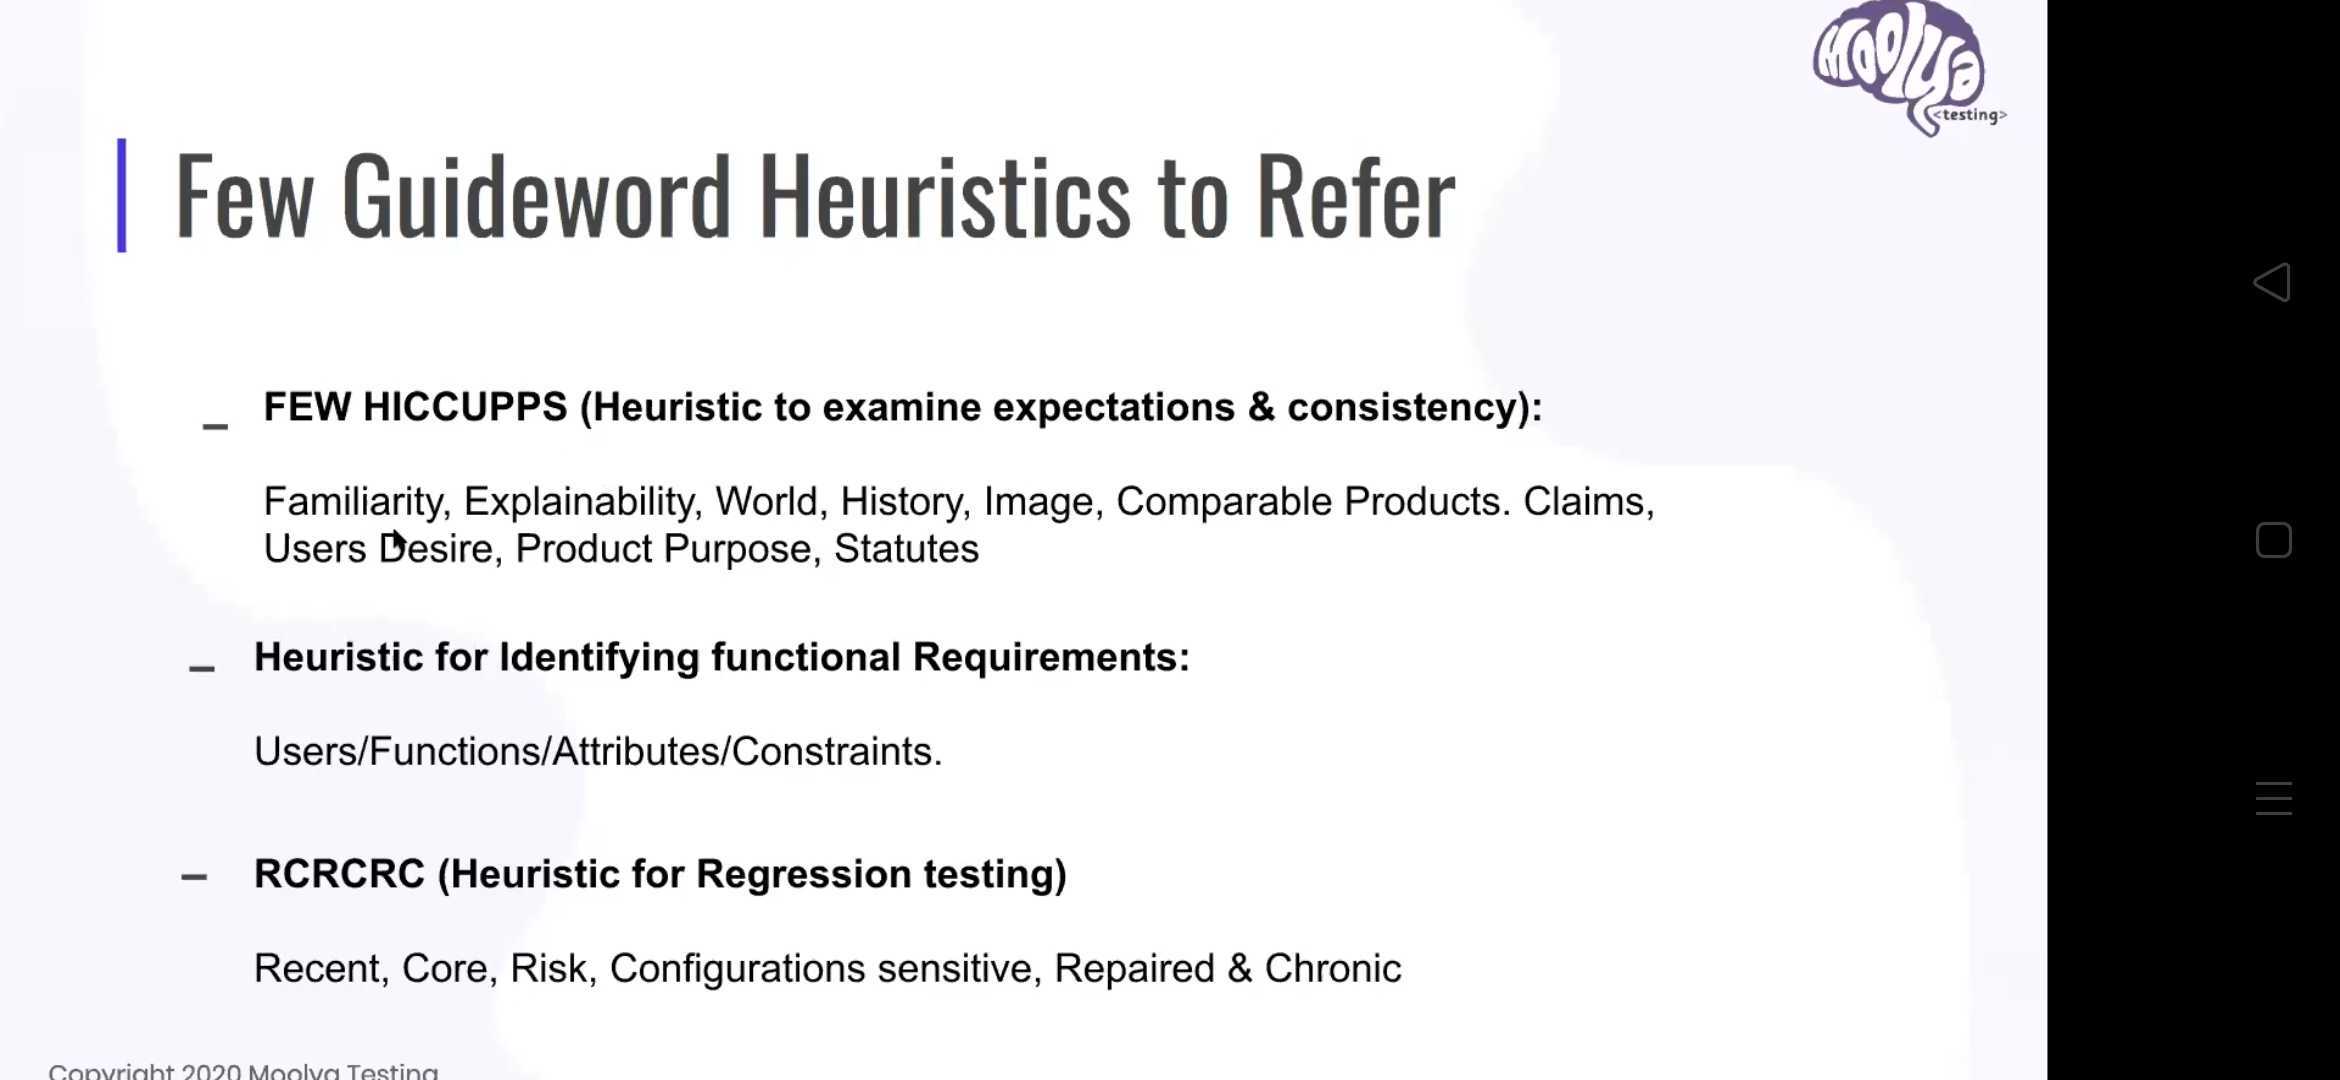 Moolya
<testing>
Few Guideword Heuristics to Refer
– FEW HICCUPPS (Heuristic to examine expectations & consistency):
Familiarity, Explainability, World, History, Image, Comparable Products. Claims,
Users Desire, Product Purpose, Statutes
– Heuristic for Identifying functional Requirements:
Users/Functions/Attributes/Constraints.
– RCRCRC (Heuristic for Regression testing)
Recent, Core, Risk, Configurations sensitive, Repaired & Chronic
Copyright 2020 Moolya Testing